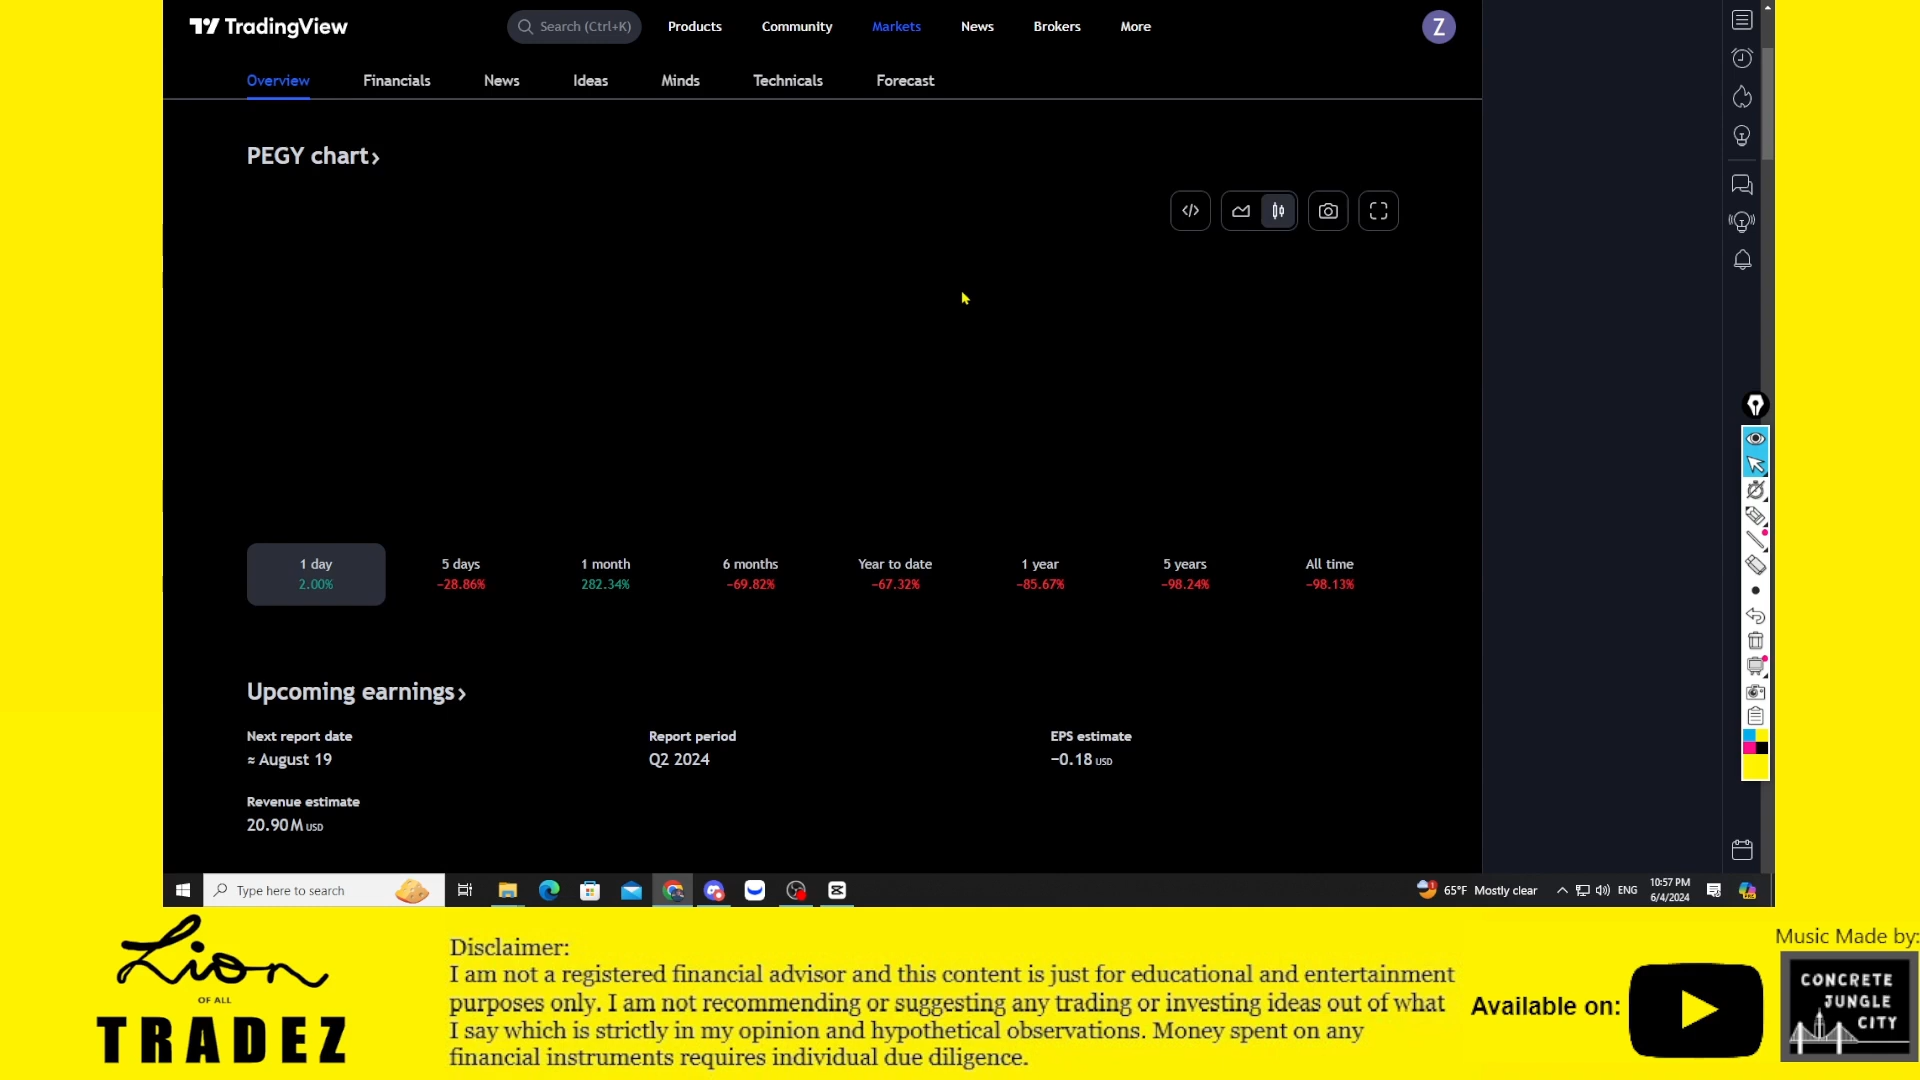 TradingView
Search (Ctrl+K)
Products
Community
Markets
News
Brokers
More
Z
Overview
Financials
News
Ideas
Minds
Technicals
Forecast
PEGY chart
1 day
2.00%
5 days
−28.86%
1 month
282.34%
6 months
−69.82%
Year to date
−67.32%
1 year
−85.67%
5 years
−98.24%
All time
−98.13%
Upcoming earnings
Next report date
≈ August 19
Report period
Q2 2024
EPS estimate
−0.18 USD
Revenue estimate
20.90 M USD
Type here to search
65°F Mostly clear
ENG
10:57 PM
6/4/2024
Lion
OF ALL
TRADEZ
Disclaimer:
I am not a registered financial advisor and this content is just for educational and entertainment
purposes only. I am not recommending or suggesting any trading or investing ideas out of what
I say which is strictly in my opinion and hypothetical observations. Money spent on any
financial instruments requires individual due diligence.
Available on:
Music Made by:
CONCRETE
JUNGLE
CITY